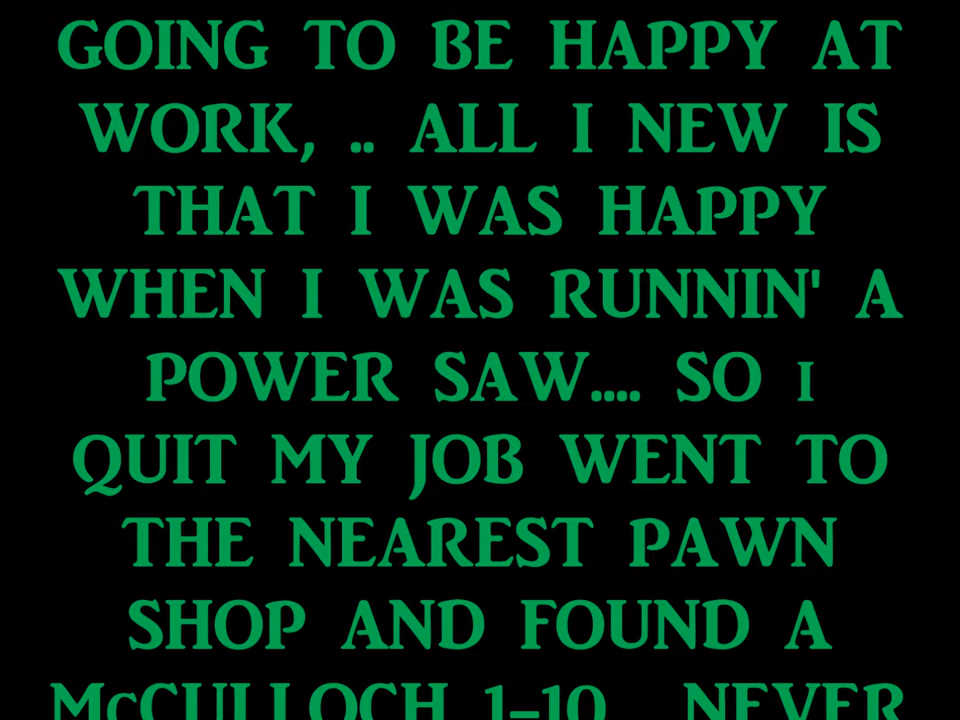 GOING TO BE HAPPY AT
WORK, .. ALL I NEW IS
THAT I WAS HAPPY
WHEN I WAS RUNNIN' A
POWER SAW.... SO I
QUIT MY JOB WENT TO
THE NEAREST PAWN
SHOP AND FOUND A
McCULLOCH 1-10 NEVER